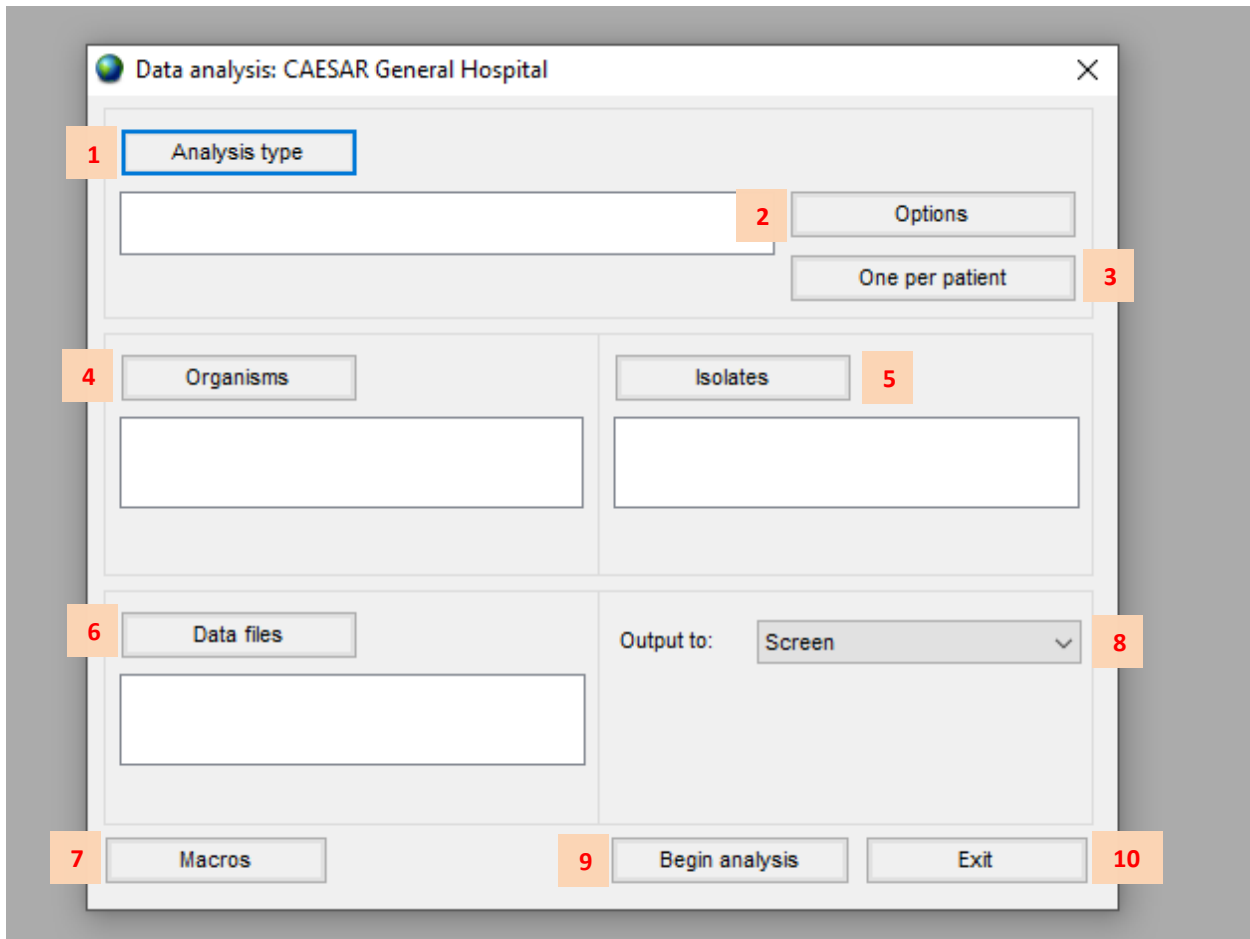 Data analysis: CAESAR General Hospital
1 Analysis type
2 Options
One per patient 3
4 Organisms
Isolates 5
6 Data files
Output to: Screen 8
7 Macros
9 Begin analysis
Exit 10